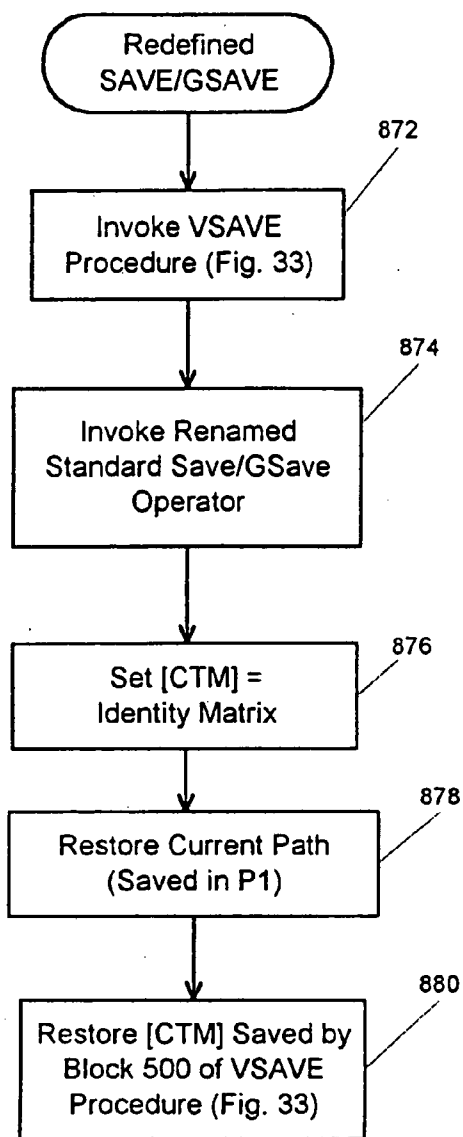 Redefined
SAVE/GSAVE
872
Invoke VSAVE
Procedure (Fig. 33)
874
Invoke Renamed
Standard Save/GSave
Operator
876
Set [CTM] =
Identity Matrix
878
Restore Current Path
(Saved in P1)
880
Restore [CTM] Saved by
Block 500 of VSAVE
Procedure (Fig. 33)